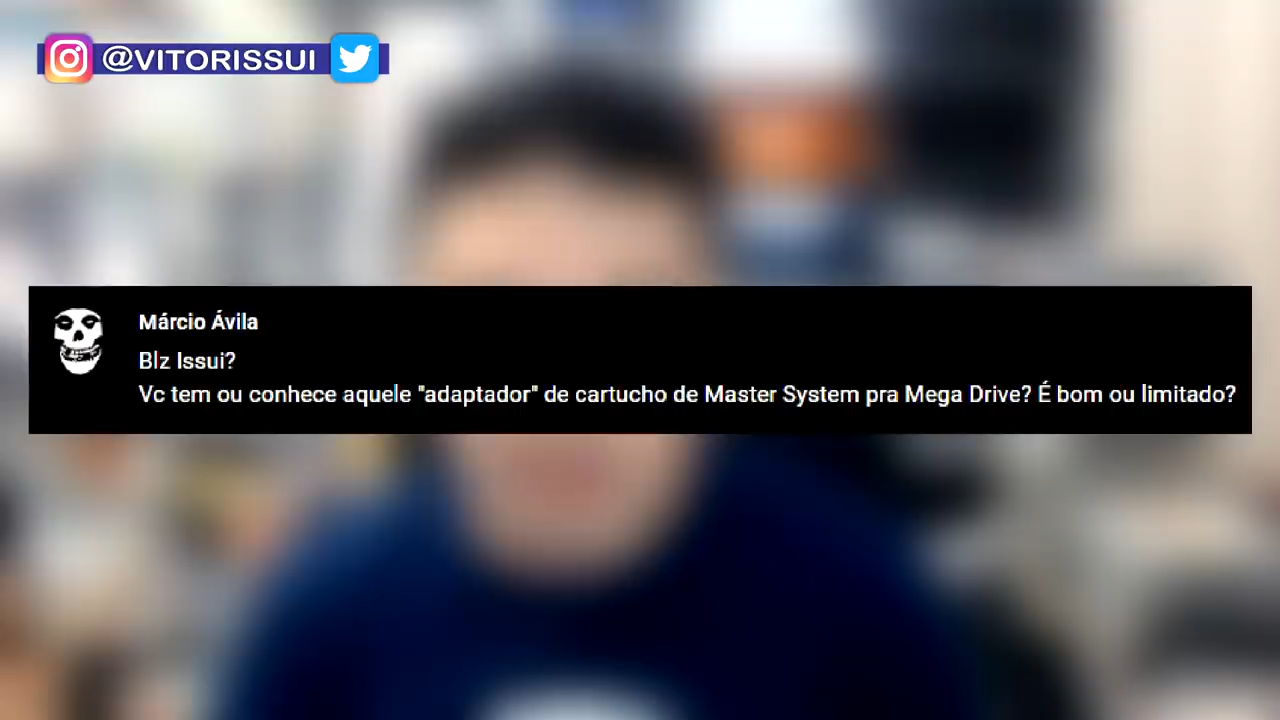 @VITORISSUI
Márcio Ávila
Blz Issui?
Vc tem ou conhece aquele "adaptador" de cartucho de Master System pra Mega Drive? É bom ou limitado?